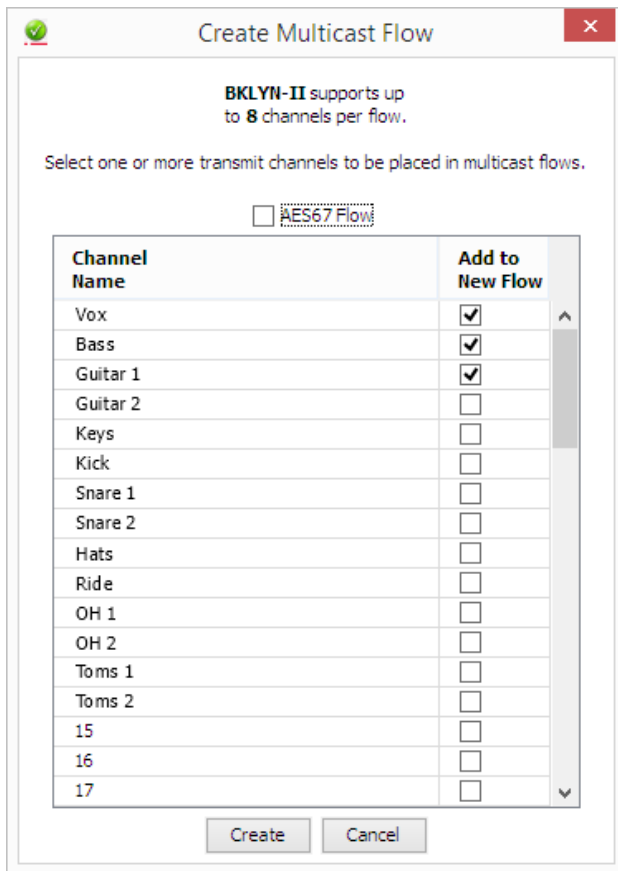 Create Multicast Flow
BKLYN-II supports up
to 8 channels per flow.
Select one or more transmit channels to be placed in multicast flows.
AES67 Flow
Channel
Name
Add to
New Flow
Vox
Bass
Guitar 1
Guitar 2
Keys
Kick
Snare 1
Snare 2
Hats
Ride
OH 1
OH 2
Toms 1
Toms 2
15
16
17
Create Cancel